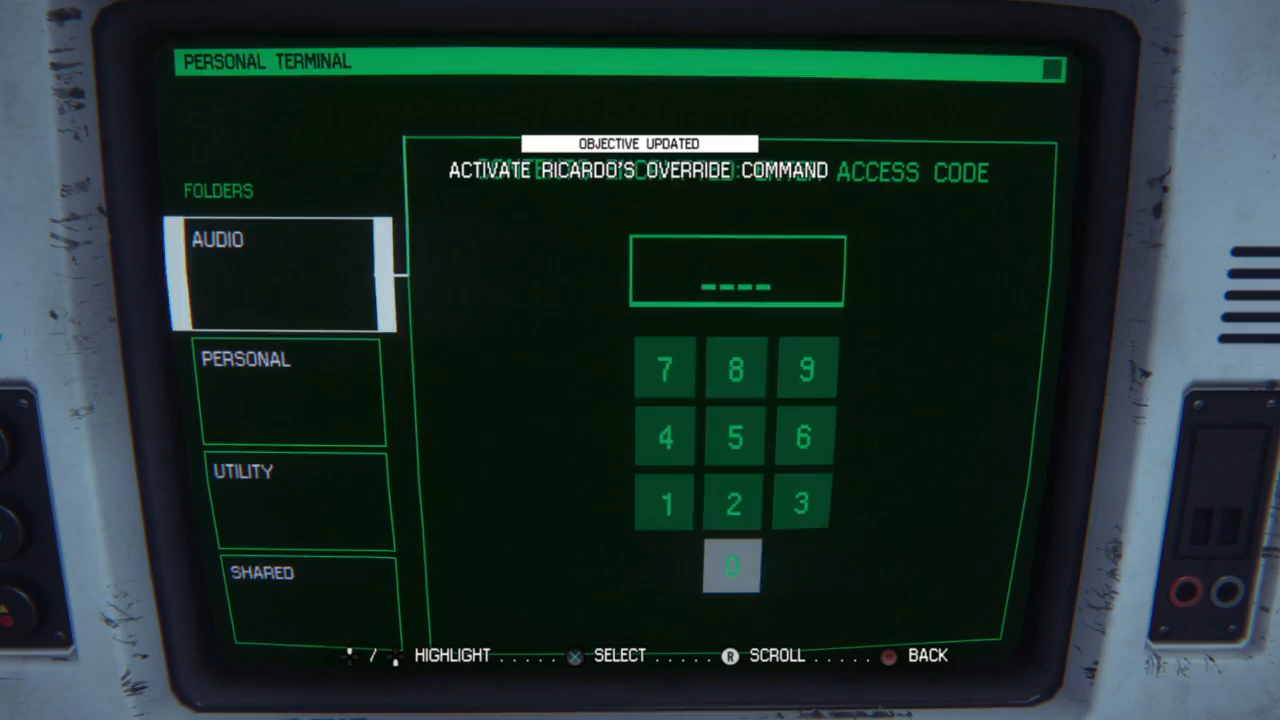 PERSONAL TERMINAL
OBJECTIVE UPDATED
ACTIVATE RICARDO'S OVERRIDE COMMAND
ACCESS CODE
FOLDERS
AUDIO
PERSONAL
UTILITY
SHARED
7 8 9
4 5 6
1 2 3
0
/ HIGHLIGHT ..... SELECT ..... R SCROLL ..... BACK